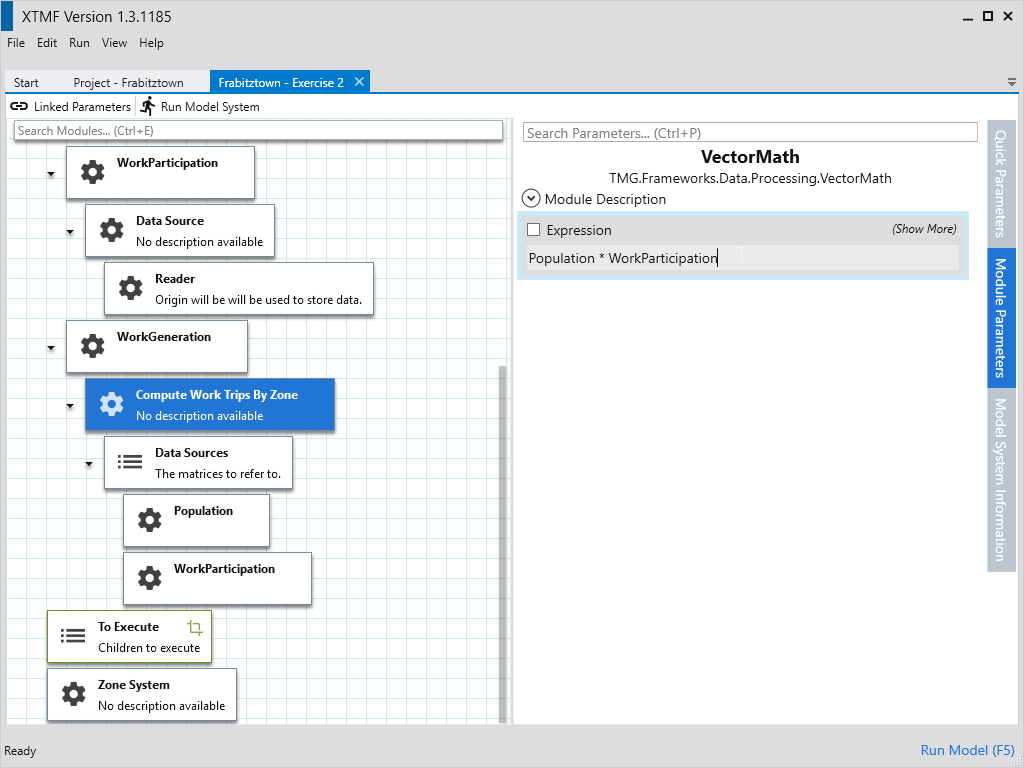 XTMF Version 1.3.1185
File Edit Run View Help
Start Project - Frabitztown Frabitztown - Exercise 2
Linked Parameters Run Model System
Search Modules... (Ctrl+E)
WorkParticipation
Data Source
No description available
Reader
Origin will be will be used to store data.
WorkGeneration
Compute Work Trips By Zone
No description available
Data Sources
The matrices to refer to.
Population
WorkParticipation
To Execute
Children to execute
Zone System
No description available
Search Parameters... (Ctrl+P)
VectorMath
TMG.Frameworks.Data.Processing.VectorMath
Module Description
Expression (Show More)
Population * WorkParticipation
Quick Parameters
Module Parameters
Model System Information
Ready Run Model (F5)